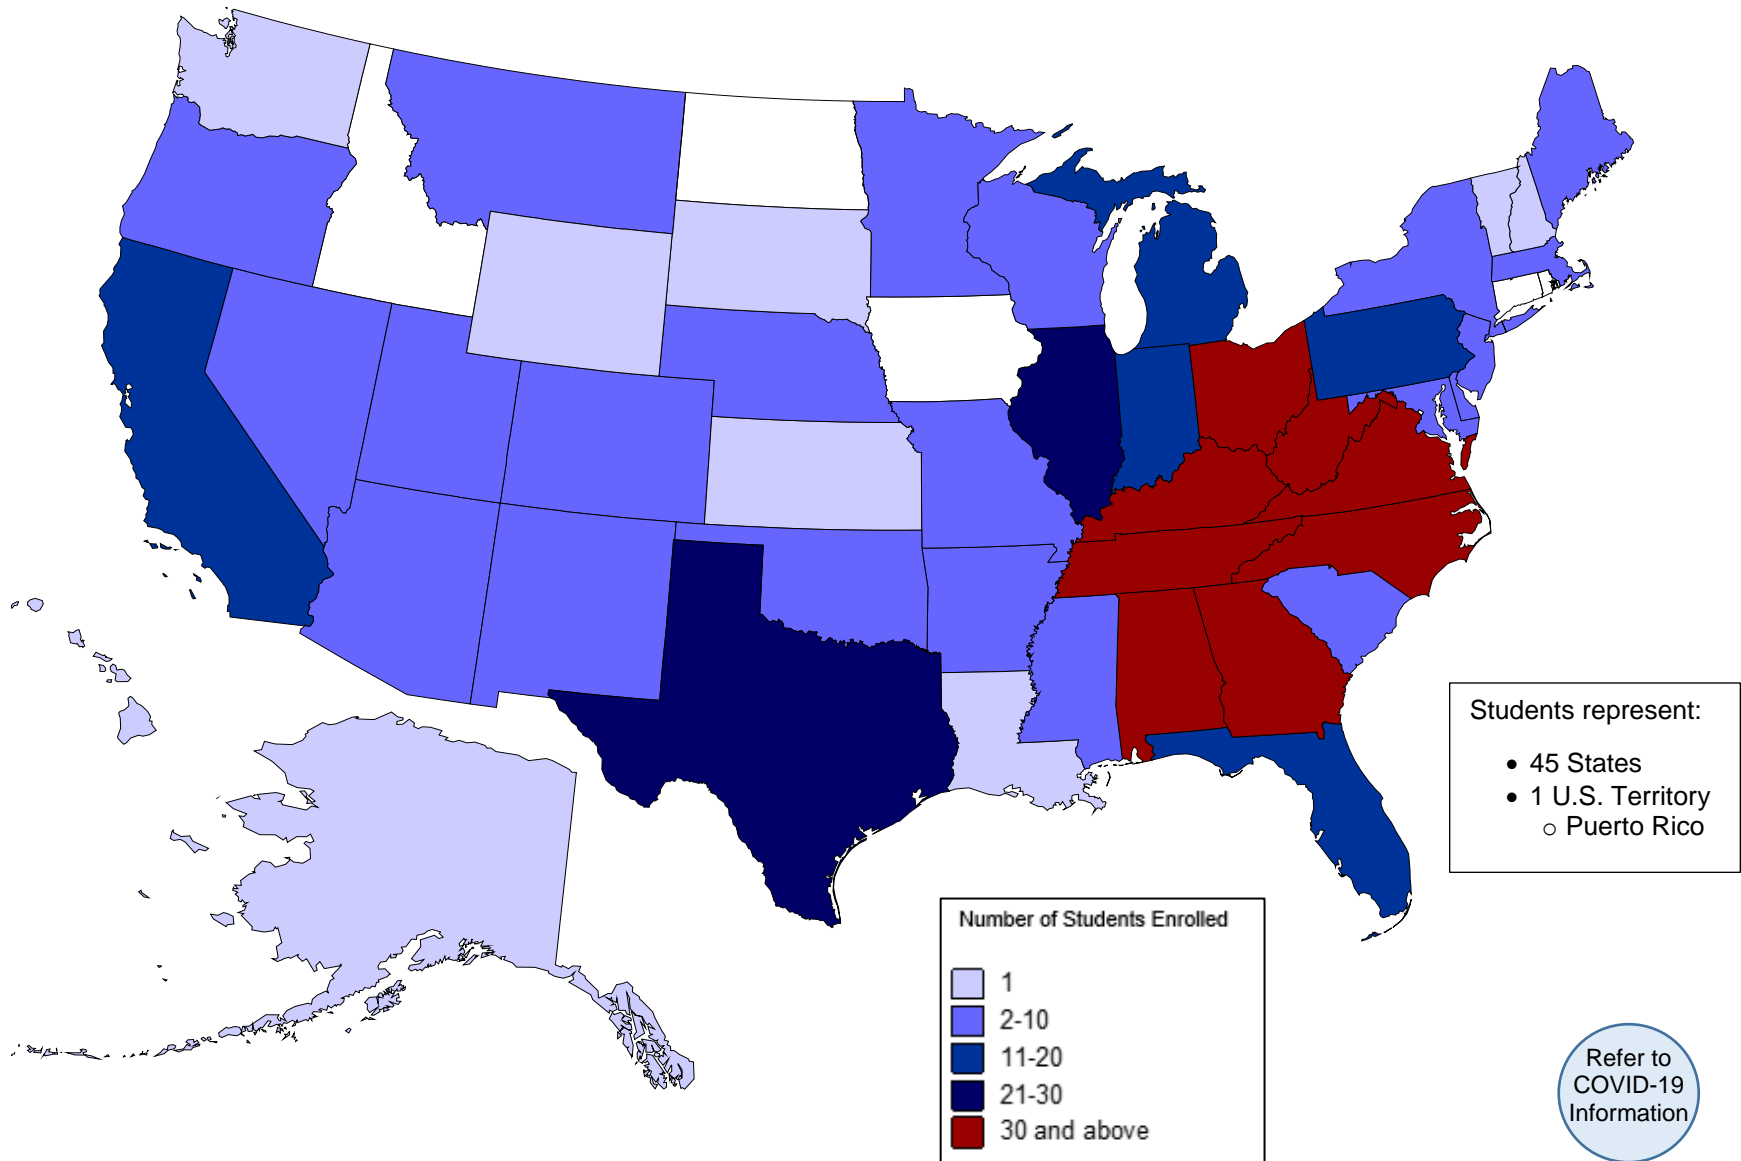 Students represent:
• 45 States
• 1 U.S. Territory
○ Puerto Rico
Number of Students Enrolled
1
2-10
11-20
21-30
30 and above
Refer to
COVID-19
Information